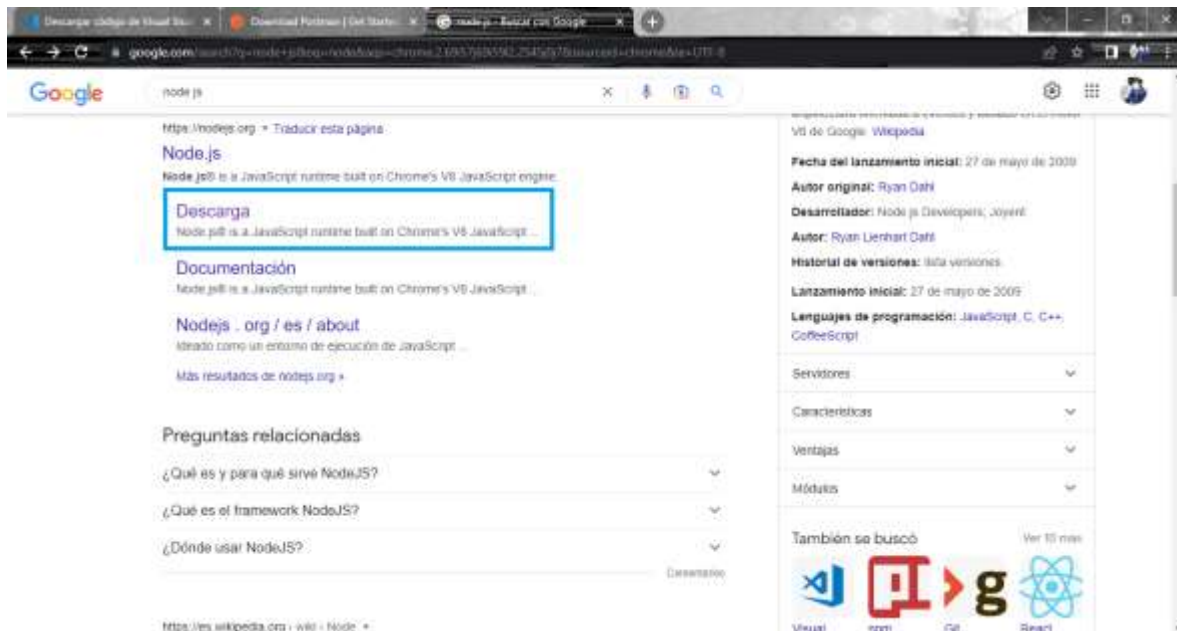 Descargar código de Visual Stu...
Download Postman | Get Starte
node js - Buscar con Google
google.com
Google
node js
https://nodejs.org Traducir esta página
Node.js
Node.js® is a JavaScript runtime built on Chrome's V8 JavaScript engine.
Descarga
Node.js® is a JavaScript runtime built on Chrome's V8 JavaScript ...
Documentación
Node.js® is a JavaScript runtime built on Chrome's V8 JavaScript ...
Nodejs . org / es / about
Ideado como un entorno de ejecución de JavaScript ...
Más resultados de nodejs.org »
Preguntas relacionadas
¿Qué es y para qué sirve NodeJS?
¿Qué es el framework NodeJS?
¿Dónde usar NodeJS?
Comentarios
https://es.wikipedia.org › wiki › Node
V8 de Google. Wikipedia
Fecha del lanzamiento inicial: 27 de mayo de 2009
Autor original: Ryan Dahl
Desarrollador: Node js Developers; Joyent
Autor: Ryan Lienhart Dahl
Historial de versiones: lista versiones
Lanzamiento inicial: 27 de mayo de 2009
Lenguajes de programación: JavaScript, C, C++,
CoffeeScript
Servidores
Características
Ventajas
Módulos
También se buscó
Ver 10 más
Visual
npm
Git
React